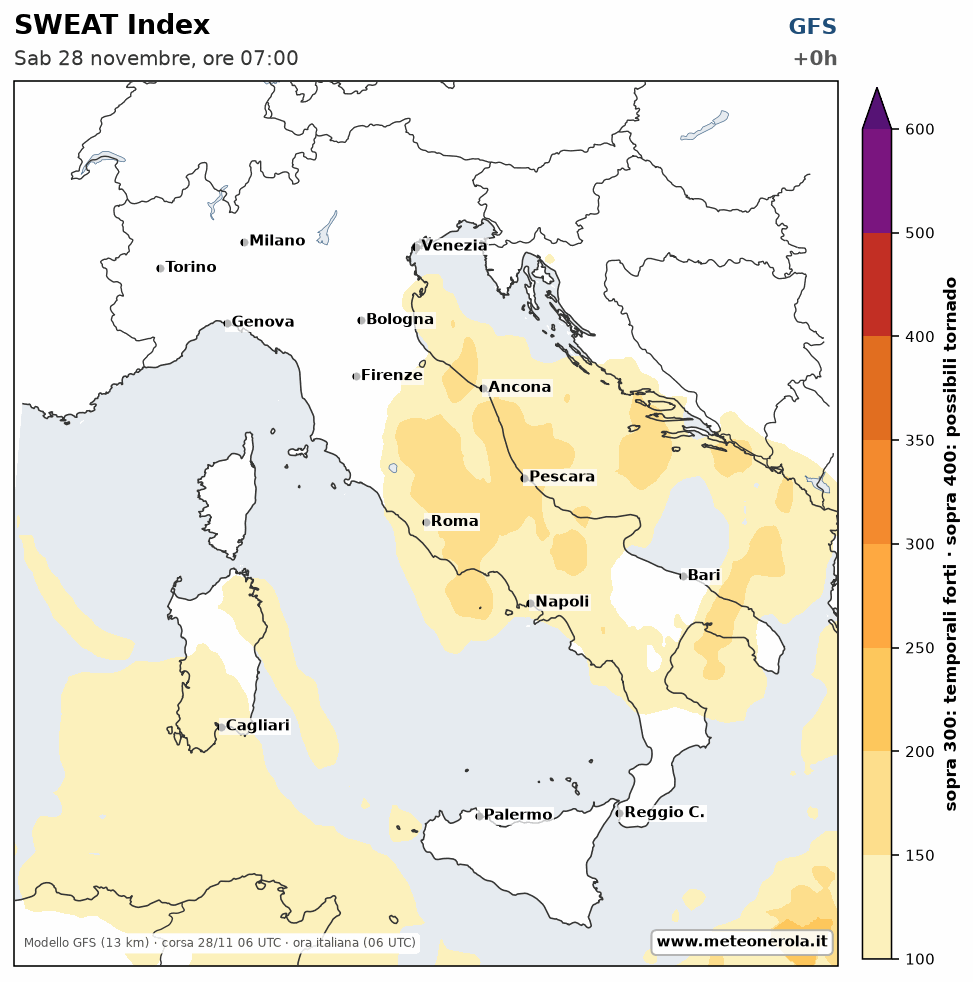 SWEAT Index
GFS
Sab 28 novembre, ore 07:00
+0h
600
500
400
350
300
250
200
150
100
sopra 300: temporali forti · sopra 400: possibili tornado
Milano
Venezia
Torino
Genova
Bologna
Firenze
Ancona
Pescara
Roma
Bari
Napoli
Cagliari
Palermo
Reggio C.
Modello GFS (13 km) · corsa 28/11 06 UTC · ora italiana (06 UTC)
www.meteonerola.it